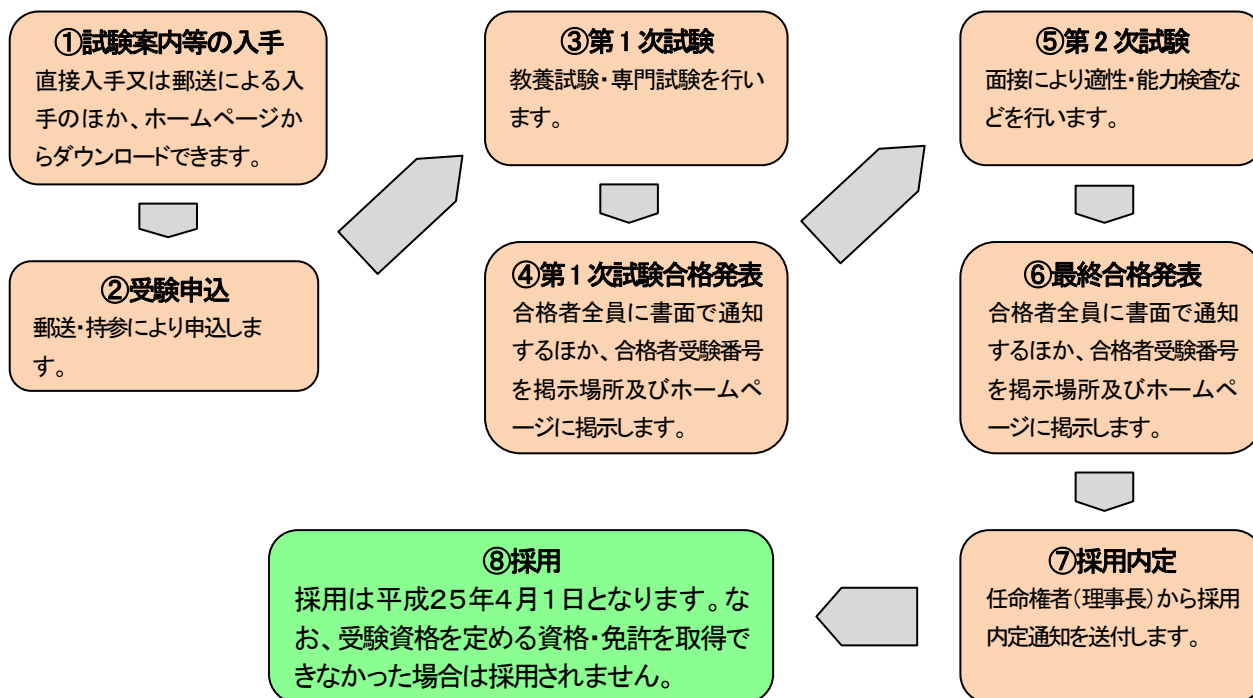 ①試験案内等の入手
直接入手又は郵送による入
手のほか、ホームページか
らダウンロードできます。
②受験申込
郵送・持参により申込しま
す。
③第1次試験
教養試験・専門試験を行い
ます。
④第1次試験合格発表
合格者全員に書面で通知
するほか、合格者受験番号
を掲示場所及びホームペ
ージに掲示します。
⑤第2次試験
面接により適性・能力検査な
どを行います。
⑥最終合格発表
合格者全員に書面で通知
するほか、合格者受験番号
を掲示場所及びホームペ
ージに掲示します。
⑦採用内定
任命権者(理事長)から採用
内定通知を送付します。
⑧採用
採用は平成25年4月1日となります。な
お、受験資格を定める資格・免許を取得で
きなかった場合は採用されません。